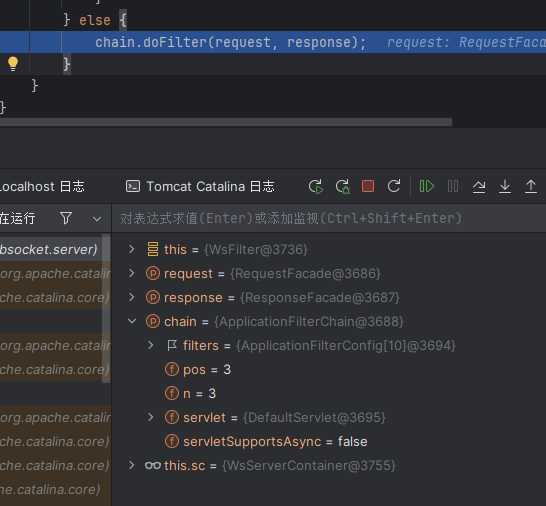 }
} else {
chain.doFilter(request, response); request: RequestFaca
}
}
}
Localhost 日志 Tomcat Catalina 日志
在运行 对表达式求值(Enter)或添加监视(Ctrl+Shift+Enter)
bsocket.server) this = {WsFilter@3736}
org.apache.catalin request = {RequestFacade@3686}
che.catalina.core) response = {ResponseFacade@3687}
chain = {ApplicationFilterChain@3688}
org.apache.catalin filters = {ApplicationFilterConfig[10]@3694}
che.catalina.core) pos = 3
n = 3
org.apache.catalin servlet = {DefaultServlet@3695}
che.catalina.core) servletSupportsAsync = false
che.catalina.core) this.sc = {WsServerContainer@3755}
che.catalina.core)